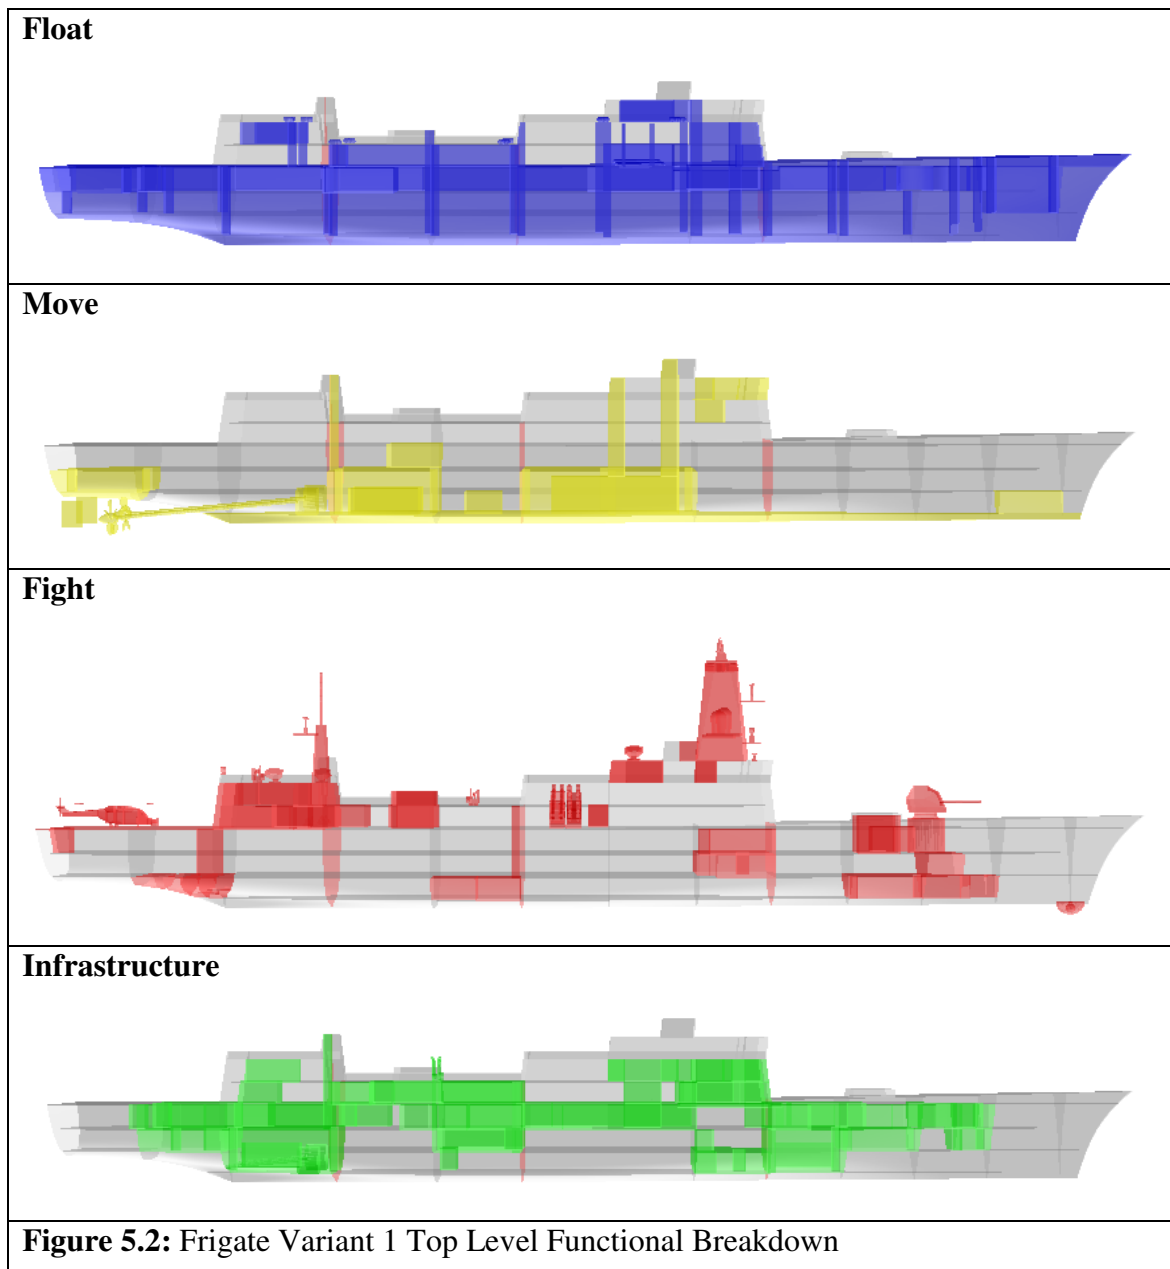 Float
Move
Fight
Infrastructure
Figure 5.2: Frigate Variant 1 Top Level Functional Breakdown